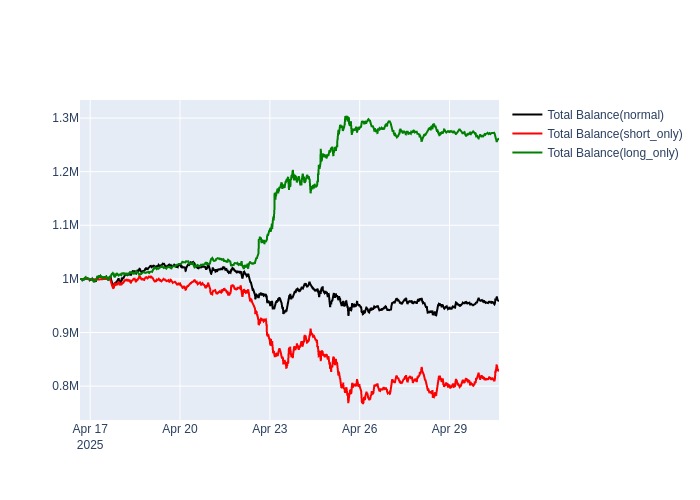 Total Balance(normal)
Total Balance(short_only)
Total Balance(long_only)
1.3M
1.2M
1.1M
1M
0.9M
0.8M
Apr 17
2025
Apr 20
Apr 23
Apr 26
Apr 29